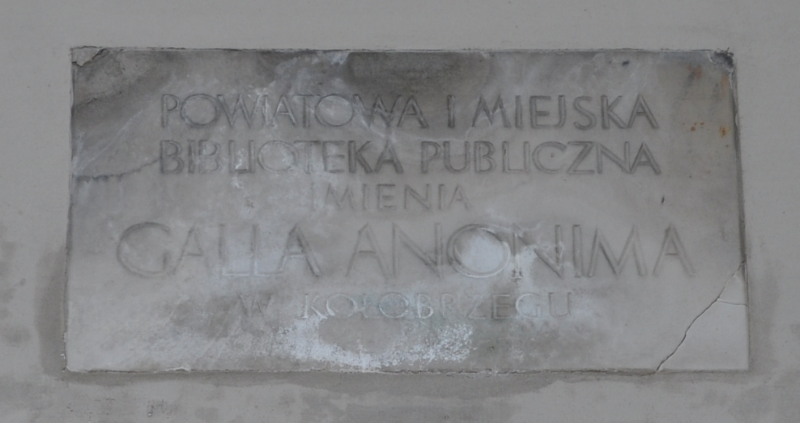 POWIATOWA I MIEJSKA
BIBLIOTEKA PUBLICZNA
IMIENIA
GALLA ANONIMA
W KOŁOBRZEGU